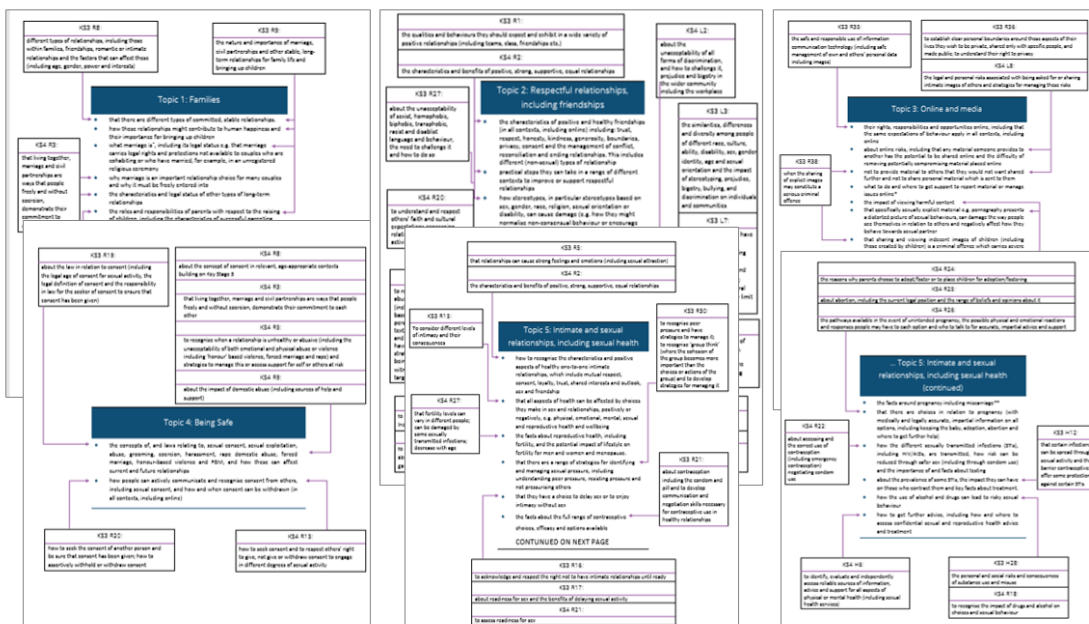 KS3 R8:
different types of relationships, including those
within families, friendships, romantic or intimate
relationships and the factors that can affect those
(including age, gender, power and interests)
KS3 R9:
the nature and importance of marriage,
civil partnerships and other stable, long-
term relationships for family life and
bringing up children
Topic 1: Families
that there are different types of committed, stable relationships.
how those relationships might contribute to human happiness and
their importance for bringing up children
what marriage is, including its legal status e.g. that marriage
carries legal rights and protections not available to couples who are
cohabiting or who have married, for example, in an unregistered
religious ceremony
why marriage is an important relationship choice for many couples
and why it must be freely entered into
the characteristics and legal status of other types of long-term
relationships
the roles and responsibilities of parents with respect to the raising
KS4 R3:
that living together,
marriage and civil
partnerships are
ways that people
freely and without
coercion,
demonstrate their
commitment to
KS3 R1:
the qualities and behaviours they should expect and exhibit in a wide variety of
positive relationships (including teams, class, friendships etc.)
KS4 R2:
the characteristics and benefits of positive, strong, supportive, equal relationships
KS4 L2:
about the
unacceptability of all
forms of discrimination,
and how to challenge it,
prejudice and bigotry
in the wider community
including the workplace
KS3 R27:
about the unacceptability
of sexist, homophobic,
biphobic, transphobic,
racist and disablist
language and behaviour,
the need to challenge it
and how to do so
Topic 2: Respectful relationships,
including friendships
the characteristics of positive and healthy friendships
(in all contexts, including online) including: trust,
respect, honesty, kindness, generosity, boundaries,
privacy, consent and the management of conflict,
reconciliation and ending relationships. This includes
different (non-sexual) types of relationship
practical steps they can take in a range of different
contexts to improve or support respectful
relationships
how stereotypes, in particular stereotypes based on
sex, gender, race, religion, sexual orientation or
disability, can cause damage (e.g. how they might
normalise non-consensual behaviour or encourage
KS3 L3:
the similarities, differences
and diversity among people
of different race, culture,
ability, disability, sex, gender
identity, age and sexual
orientation and the impact
of stereotyping, prejudice,
bigotry, bullying, and
discrimination on individuals
and communities
KS4 R20:
to understand and respect
others' faith and cultural
KS3 L7:
KS3 R35:
the safe and responsible use of information
communication technology (including safe
management of own and others' personal data
including images)
KS3 R36:
to establish clear personal boundaries around those aspects of their
lives they wish to be private, shared only with specific people, and
made public; to understand their right to privacy
the legal and personal risks associated with being asked for or sharing
intimate images of others and strategies for managing those risks
Topic 3: Online and media
their rights, responsibilities and opportunities online, including that
the same expectations of behaviour apply in all contexts, including
online
about online risks, including that any material someone provides to
another has the potential to be shared online and the difficulty of
removing potentially compromising material placed online
not to provide material to others that they would not want shared
further and not to share personal material which is sent to them
what to do and where to get support to report material or manage
issues online*
the impact of viewing harmful content
that specifically sexually explicit material e.g. pornography presents
a distorted picture of sexual behaviours, can damage the way people
see themselves in relation to others and negatively affect how they
behave towards sexual partner
that sharing and viewing indecent images of children (including
those created by children) is a criminal offence which carries severe
KS3 R38:
when the sharing
of explicit images may
constitute a
serious criminal
offence
KS3 R19:
about the law in relation to consent (including
the legal age of consent for sexual activity, the
legal definition of consent and the responsibility
in law for the seeker of consent to ensure that
consent has been given)
about the concept of consent in relevant, age-appropriate contexts
building on Key Stage 3
KS4 R3:
that living together, marriage and civil partnerships are ways that people
freely and without coercion, demonstrate their commitment to each
other
to recognise when a relationship is unhealthy or abusive (including the
unacceptability of both emotional and physical abuse or violence
including 'honour' based violence, forced marriage and rape) and
strategies to manage this or access support for self or others at risk
about the impact of domestic abuse (including sources of help and
support)
Topic 4: Being Safe
the concepts of, and laws relating to, sexual consent, sexual exploitation,
abuse, grooming, coercion, harassment, rape, domestic abuse, forced
marriage, honour-based violence and FGM, and how these can affect
current and future relationships
how people can actively communicate and recognise consent from others,
including sexual consent, and how and when consent can be withdrawn (in
all contexts, including online)
KS3 R20:
how to seek the consent of another person and
be sure that consent has been given; how to
assertively withhold or withdraw consent
KS4 R13:
how to seek consent and to respect others' right
to give, not give or withdraw consent to engage
in different degrees of sexual activity
KS3 R5:
that relationships can cause strong feelings and emotions (including sexual attraction)
KS4 R2:
the characteristics and benefits of positive, strong, supportive, equal relationships
KS3 R15:
To consider different levels
of intimacy and their
consequences
KS3 R30:
to recognise peer
pressure and have
strategies to manage it;
to recognise 'group think'
(where the cohesion of
the group becomes
more important than
the choices or actions of
the group) and to develop
strategies for managing it
Topic 5: Intimate and sexual
relationships, including sexual health
how to recognise the characteristics and positive
aspects of healthy one-to-one intimate
relationships, which include mutual respect,
consent, loyalty, trust, shared interests and outlook,
sex and friendship
that all aspects of health can be affected by choices
they make in sex and relationships, positively or
negatively, e.g. physical, emotional, mental, sexual
and reproductive health and wellbeing
the facts about reproductive health, including
fertility, and the potential impact of lifestyle on
fertility for men and women and menopause.
that there are a range of strategies for identifying
and managing sexual pressure, including
understanding peer pressure, resisting pressure and
not pressurising others
that they have a choice to delay sex or to enjoy
intimacy without sex
the facts about the full range of contraceptive
choices, efficacy and options available
CONTINUED ON NEXT PAGE
KS4 R27:
that fertility levels can
vary in different people;
can be damaged by
some sexually
transmitted infections;
decrease with age
KS3 R21:
about contraception
including the condom
and pill and to develop
communication and
negotiation skills necessary
for contraceptive use in
healthy relationships
KS3 R16:
to acknowledge and respect the right not to have intimate relationships until ready
KS3 R17:
about readiness for sex and the benefits of delaying sexual activity
KS4 R21:
to assess readiness for sex
KS4 R24:
the reasons why parents choose to adopt/foster or to place children for adoption/fostering
KS4 R25:
about abortion, including the current legal position and the range of beliefs and opinions about it
KS4 R26:
the pathways available in the event of unintended pregnancy, the possible physical and emotional reactions
and responses people may have to each option and who to talk to for accurate, impartial advice and support
... Topic 5: Intimate and sexual
relationships, including sexual health
(continued)
the facts around pregnancy including miscarriage**
that there are choices in relation to pregnancy (with
medically and legally accurate, impartial information on all
options, including keeping the baby, adoption, abortion and
where to get further help)
how the different sexually transmitted infections (STIs),
including HIV/AIDs, are transmitted, how risk can be
reduced through safer sex (including through condom use) and
the importance of and facts about testing
about the prevalence of some STIs, the impact they can have
on those who contract them and key facts about treatment.
how the use of alcohol and drugs can lead to risky sexual
behaviour
how to get further advice, including how and where to
access confidential sexual and reproductive health advice
and treatment
KS4 R22:
about assessing and
the correct use of
contraception
(including emergency
contraception)
negotiating condom
use
KS3 H12:
that certain infections
can be spread through
sexual activity and that
barrier contraceptives
offer some protection
against certain STIs
to identify, evaluate and independently
access reliable sources of information,
advice and support for all aspects of
physical or mental health (including sexual
health services)
the personal and social risks and consequences
of substance use and misuse
to recognise the impact of drugs and alcohol on
choices and sexual behaviour